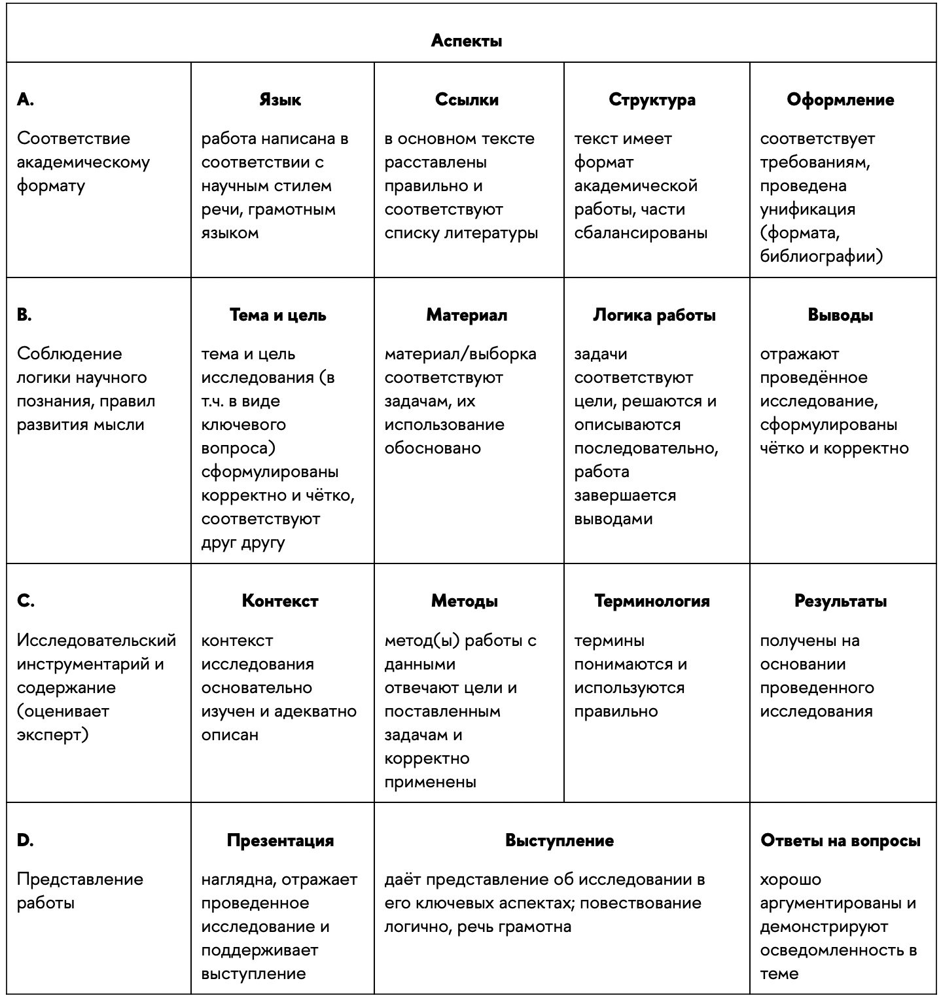 Аспекты
A.
Соответствие
академическому
формату
Язык
работа написана в
соответствии с
научным стилем
речи, грамотным
языком
Ссылки
в основном тексте
расставлены
правильно и
соответствуют
списку литературы
Структура
текст имеет
формат
академической
работы, части
сбалансированы
Оформление
соответствует
требованиям,
проведена
унификация
(формата,
библиографии)
B.
Соблюдение
логики научного
познания, правил
развития мысли
Тема и цель
тема и цель
исследования (в
т.ч. в виде
ключевого
вопроса)
сформулированы
корректно и чётко,
соответствуют
друг другу
Материал
материал/выборка
соответствуют
задачам, их
использование
обосновано
Логика работы
задачи
соответствуют
цели, решаются и
описываются
последовательно,
работа
завершается
выводами
Выводы
отражают
проведённое
исследование,
сформулированы
чётко и корректно
C.
Исследовательский
инструментарий и
содержание
(оценивает
эксперт)
Контекст
контекст
исследования
основательно
изучен и адекватно
описан
Методы
метод(ы) работы с
данными
отвечают цели и
поставленным
задачам и
корректно
применены
Терминология
термины
понимаются и
используются
правильно
Результаты
получены на
основании
проведенного
исследования
D.
Представление
работы
Презентация
наглядна, отражает
проведенное
исследование и
поддерживает
выступление
Выступление
даёт представление об исследовании в
его ключевых аспектах; повествование
логично, речь грамотна
Ответы на вопросы
хорошо
аргументированы и
демонстрируют
осведомленность в
теме